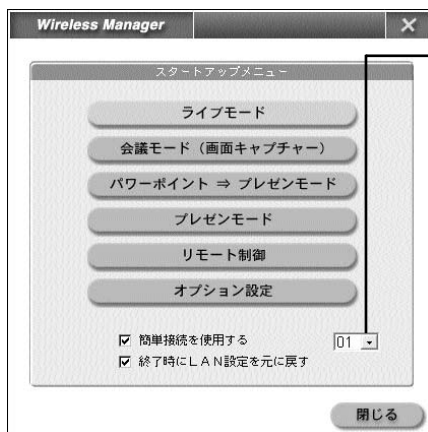 Wireless Manager
スタートアップメニュー
ライブモード
会議モード（画面キャプチャー）
パワーポイント ⇒ プレゼンモード
プレゼンモード
リモート制御
オプション設定
簡単接続を使用する 01
終了時にLAN設定を元に戻す
閉じる